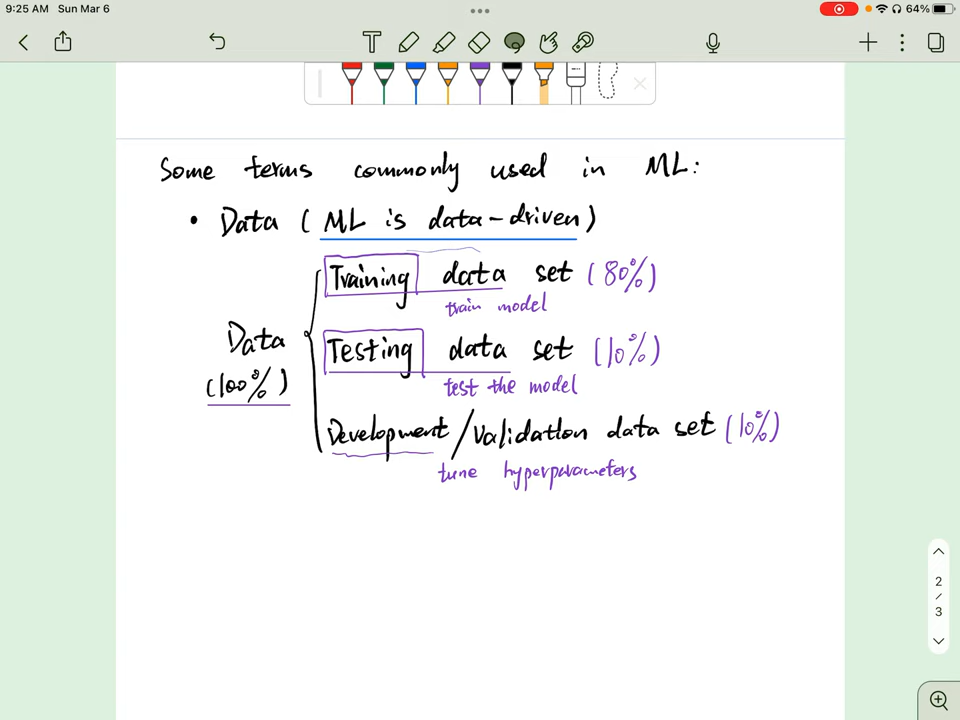 9:25 AM Sun Mar 6
64%
Some terms commonly used in ML:
• Data (ML is data-driven)
Training data set (80%)
train model
Data
(100%)
Testing data set (10%)
test the model
Development/Validation data set (10%)
tune hyperparameters
2
/
3